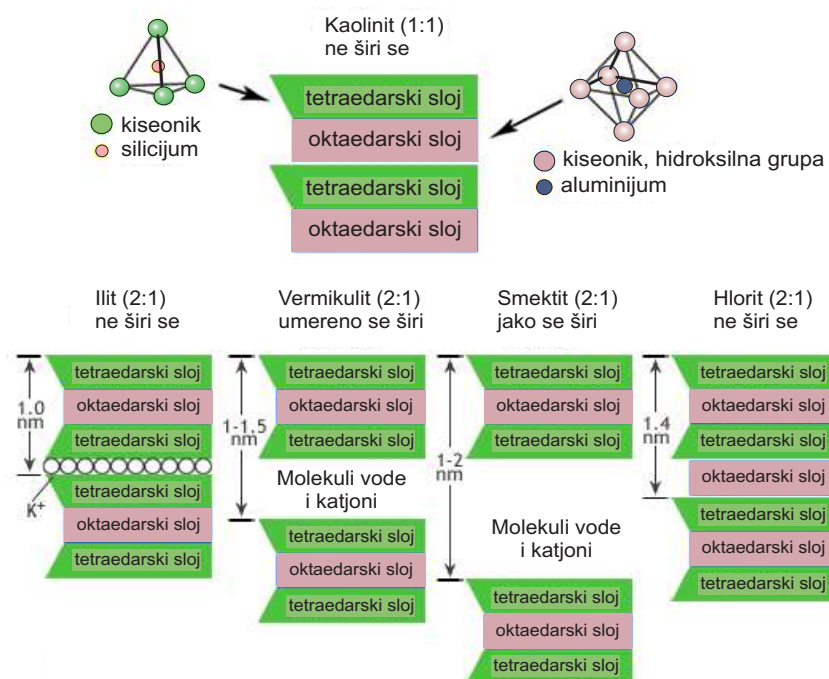 Kaolinit (1:1)
ne širi se
kiseonik
silicijum
tetraedarski sloj
oktaedarski sloj
tetraedarski sloj
oktaedarski sloj
kiseonik, hidroksilna grupa
aluminijum
Ilit (2:1)
ne širi se
1.0
nm
tetraedarski sloj
oktaedarski sloj
tetraedarski sloj
K+
tetraedarski sloj
oktaedarski sloj
tetraedarski sloj
Vermikulit (2:1)
umereno se širi
1-1.5
nm
tetraedarski sloj
oktaedarski sloj
tetraedarski sloj
Molekuli vode
i katjoni
tetraedarski sloj
oktaedarski sloj
tetraedarski sloj
Smektit (2:1)
jako se širi
1-2
nm
tetraedarski sloj
oktaedarski sloj
tetraedarski sloj
Molekuli vode
i katjoni
tetraedarski sloj
oktaedarski sloj
tetraedarski sloj
Hlorit (2:1)
ne širi se
1.4
nm
tetraedarski sloj
oktaedarski sloj
tetraedarski sloj
oktaedarski sloj
tetraedarski sloj
oktaedarski sloj
tetraedarski sloj